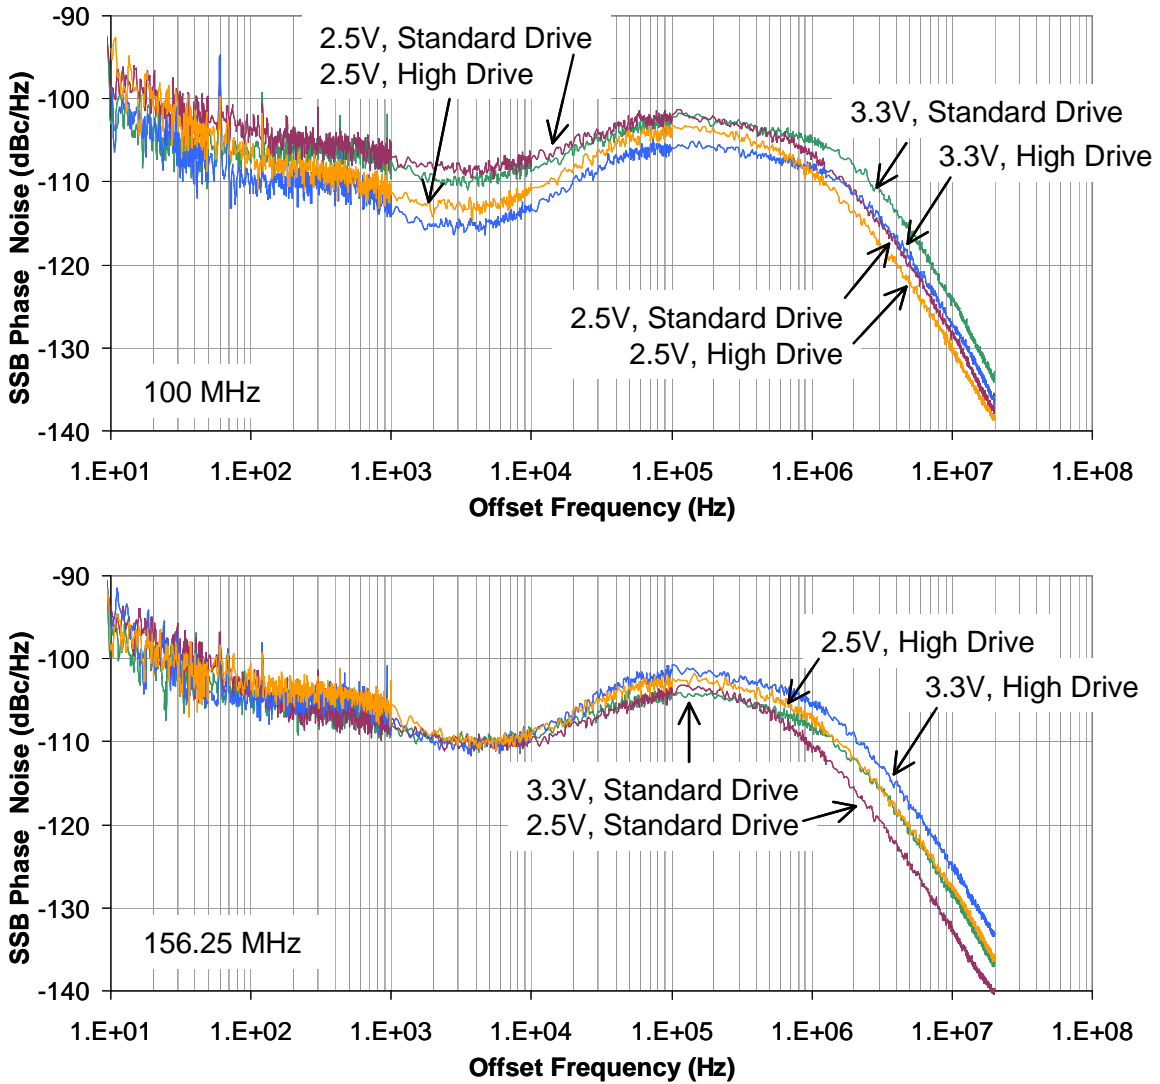 -90
-100
-110
-120
-130
-140
SSB Phase Noise (dBc/Hz)
2.5V, Standard Drive
2.5V, High Drive
3.3V, Standard Drive
3.3V, High Drive
2.5V, Standard Drive
2.5V, High Drive
100 MHz
1.E+01 1.E+02 1.E+03 1.E+04 1.E+05 1.E+06 1.E+07 1.E+08
Offset Frequency (Hz)
-90
-100
-110
-120
-130
-140
SSB Phase Noise (dBc/Hz)
2.5V, High Drive
3.3V, High Drive
3.3V, Standard Drive
2.5V, Standard Drive
156.25 MHz
1.E+01 1.E+02 1.E+03 1.E+04 1.E+05 1.E+06 1.E+07 1.E+08
Offset Frequency (Hz)